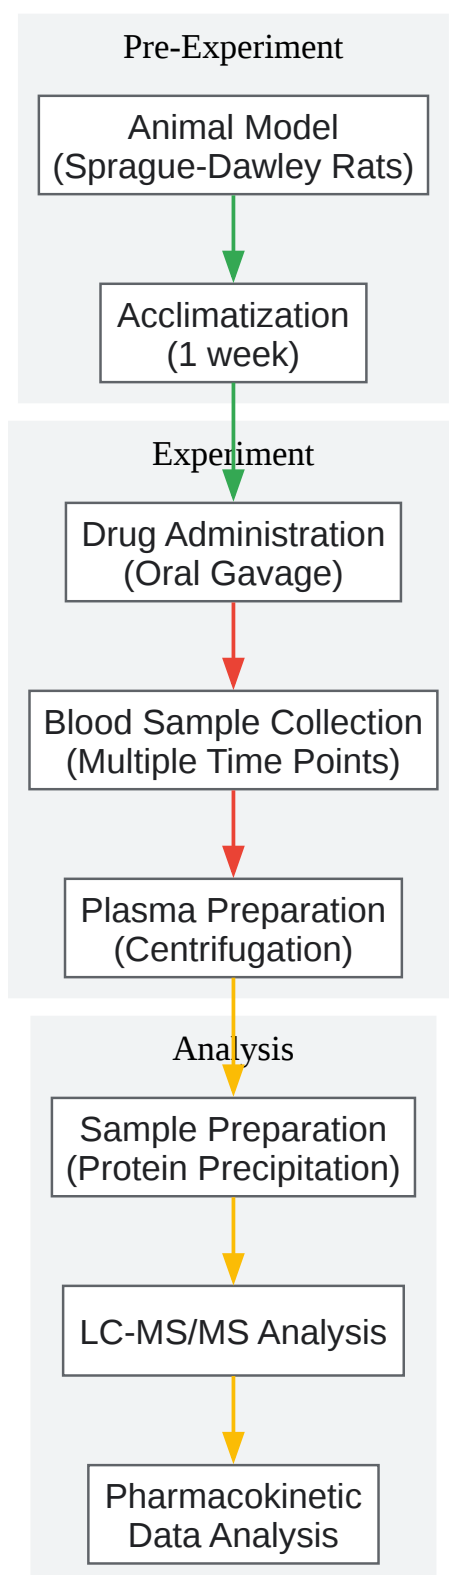 Pre-Experiment
Animal Model
(Sprague-Dawley Rats)
Acclimatization
(1 week)
Experiment
Drug Administration
(Oral Gavage)
Blood Sample Collection
(Multiple Time Points)
Plasma Preparation
(Centrifugation)
Analysis
Sample Preparation
(Protein Precipitation)
LC-MS/MS Analysis
Pharmacokinetic
Data Analysis